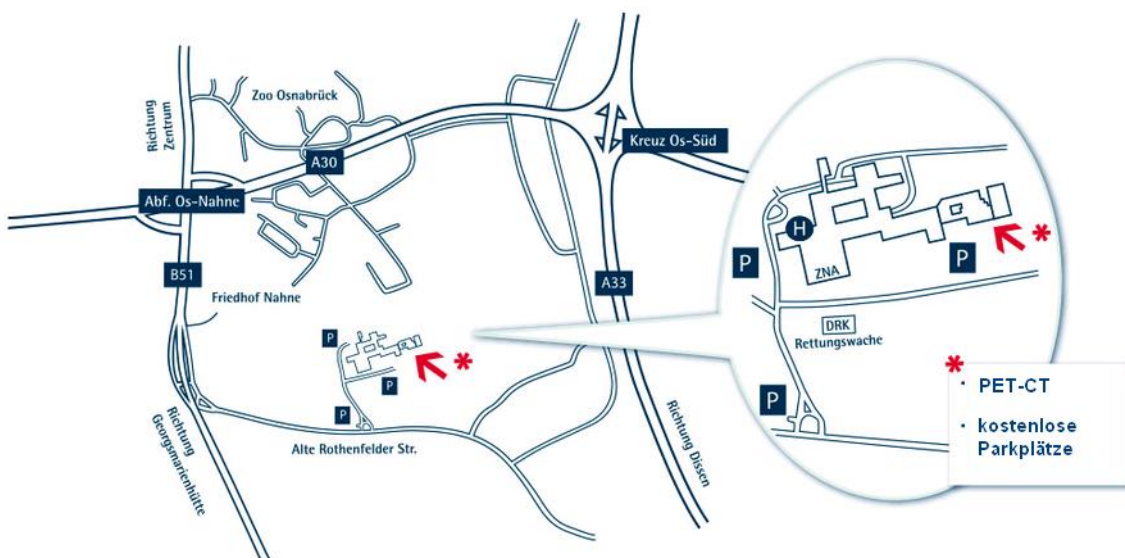 Richtung
Zentrum
Zoo Osnabrück
A30
Kreuz Os-Süd
Abf. Os-Nahne
B51
Friedhof Nahne
A33
P
P
P
*
Alte Rothenfelder Str.
Richtung
Georgsmarienhütte
Richtung Dissen
H
P
P
*
ZNA
DRK
Rettungswache
P
*
· PET-CT
· kostenlose
Parkplätze